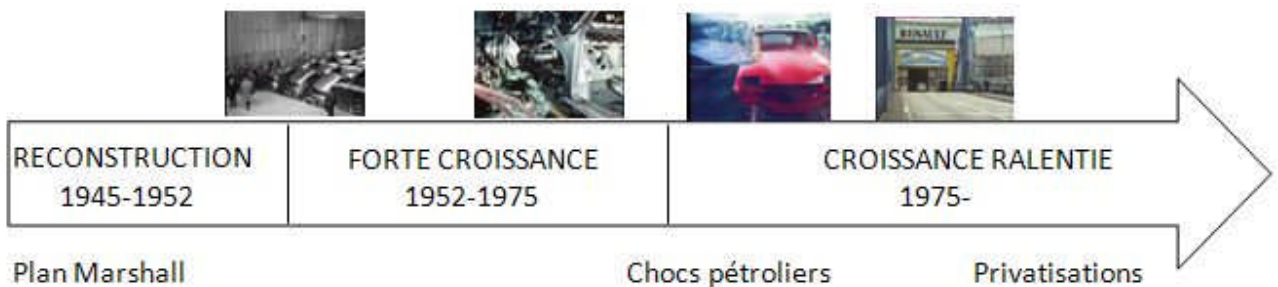 RENAULT
RECONSTRUCTION
1945-1952
FORTE CROISSANCE
1952-1975
CROISSANCE RALENTIE
1975-
Plan Marshall
Chocs pétroliers
Privatisations